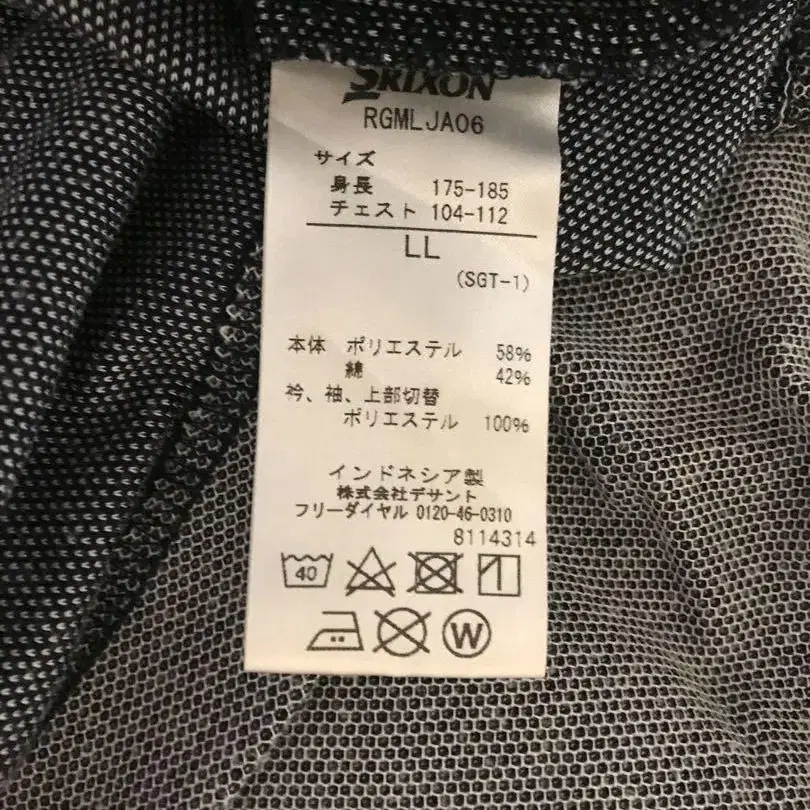 SRIXON
RGMLJA06
サイズ
身長 175-185
チェスト 104-112
LL
(SGT-1)
本体 ポリエステル 58%
綿 42%
衿、袖、上部切替
ポリエステル 100%
インドネシア製
株式会社デサント
フリーダイヤル 0120-46-0310
8114314
40
W